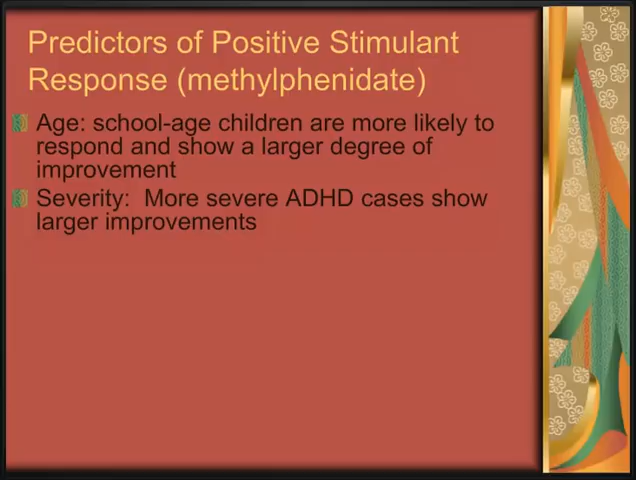 Predictors of Positive Stimulant
Response (methylphenidate)
Age: school-age children are more likely to
respond and show a larger degree of
improvement
Severity:  More severe ADHD cases show
larger improvements